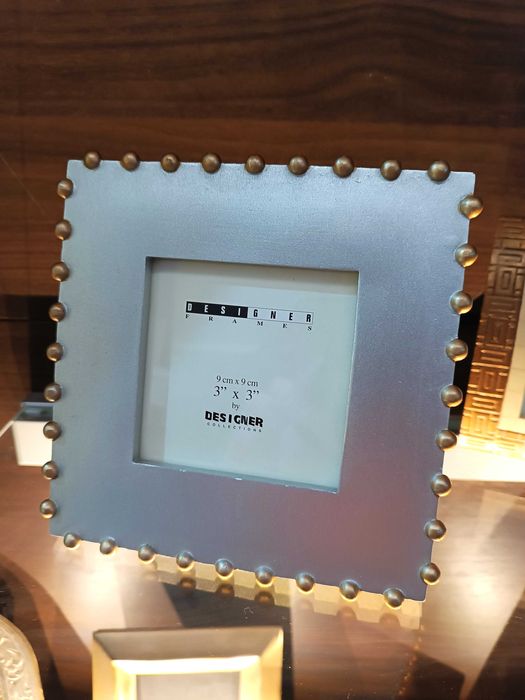 DESIGNER
FRAMES
9 cm x 9 cm
3” x 3”
by
DESIGNER
COLLECTIONS